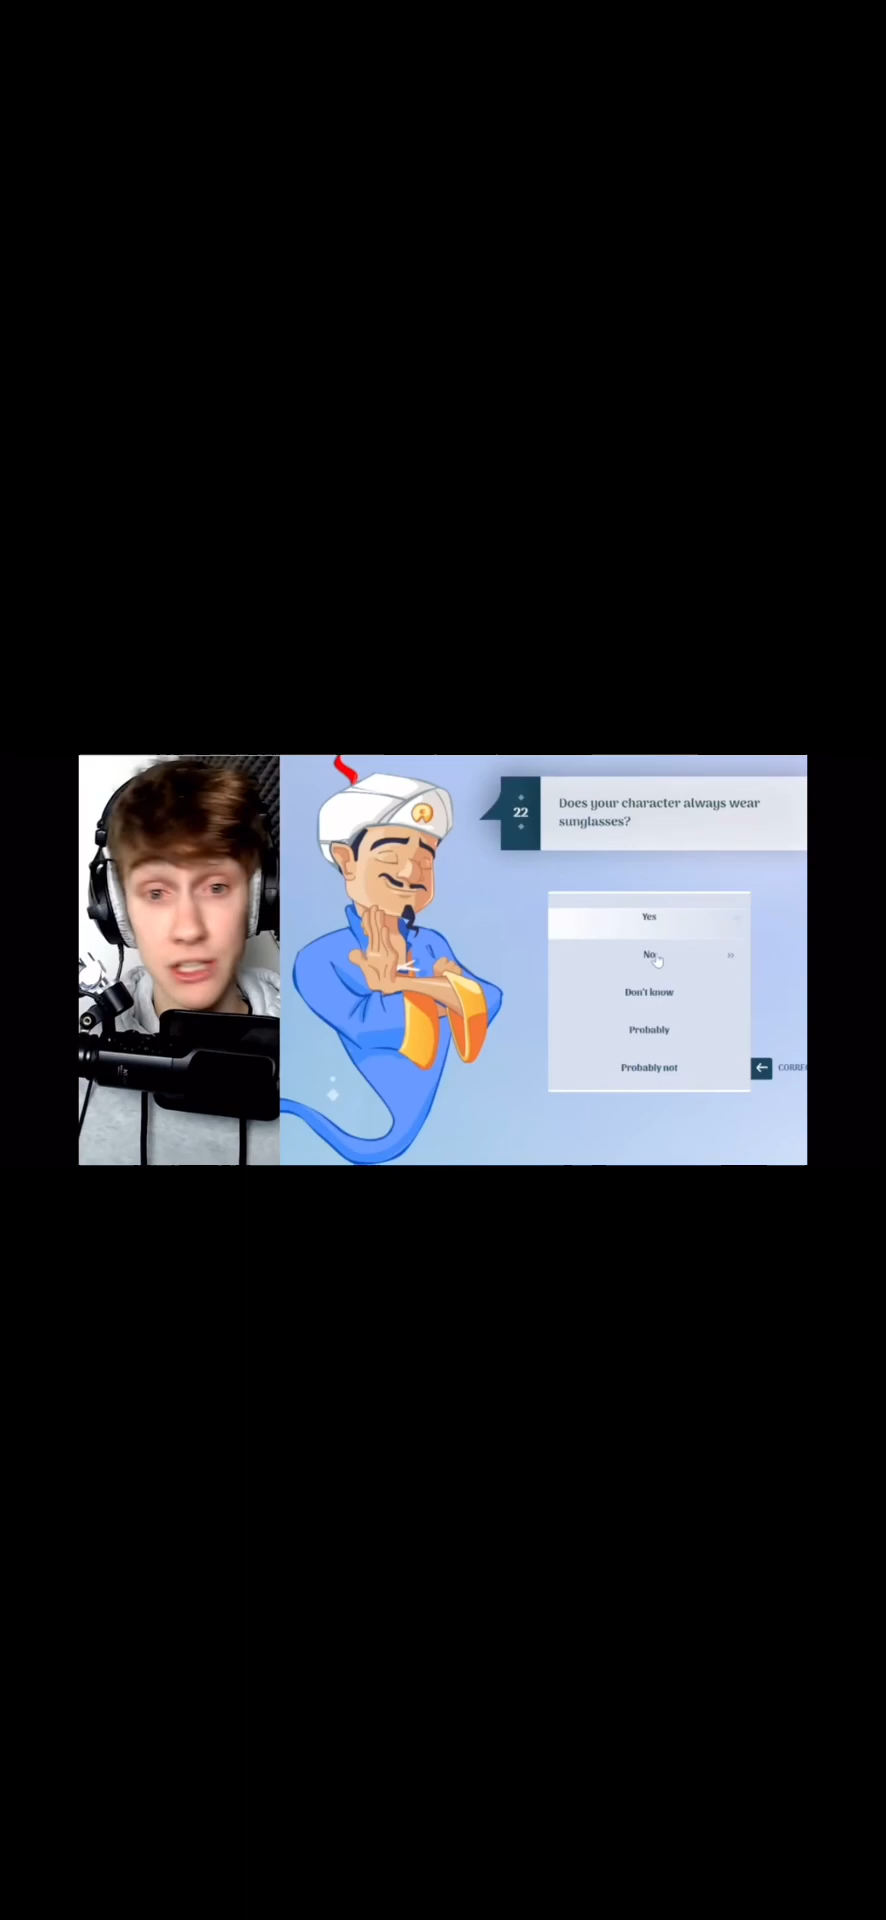 22
Does your character always wear
sunglasses?
Yes
No
Don't know
Probably
Probably not